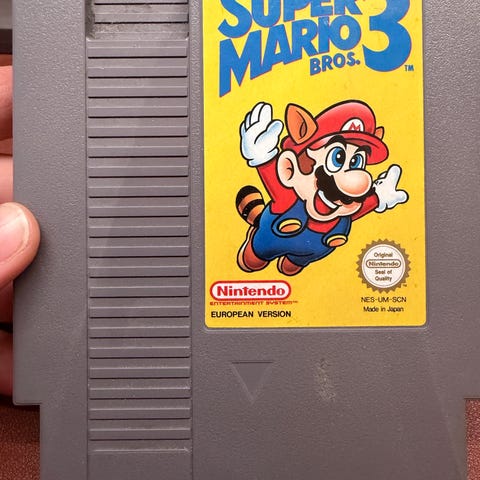 SUPER
MARIO 3
BROS. TM
M
Original
Nintendo
Seal of
Quality
Nintendo
ENTERTAINMENT SYSTEM™
NES-UM-SCN
EUROPEAN VERSION
Made in Japan